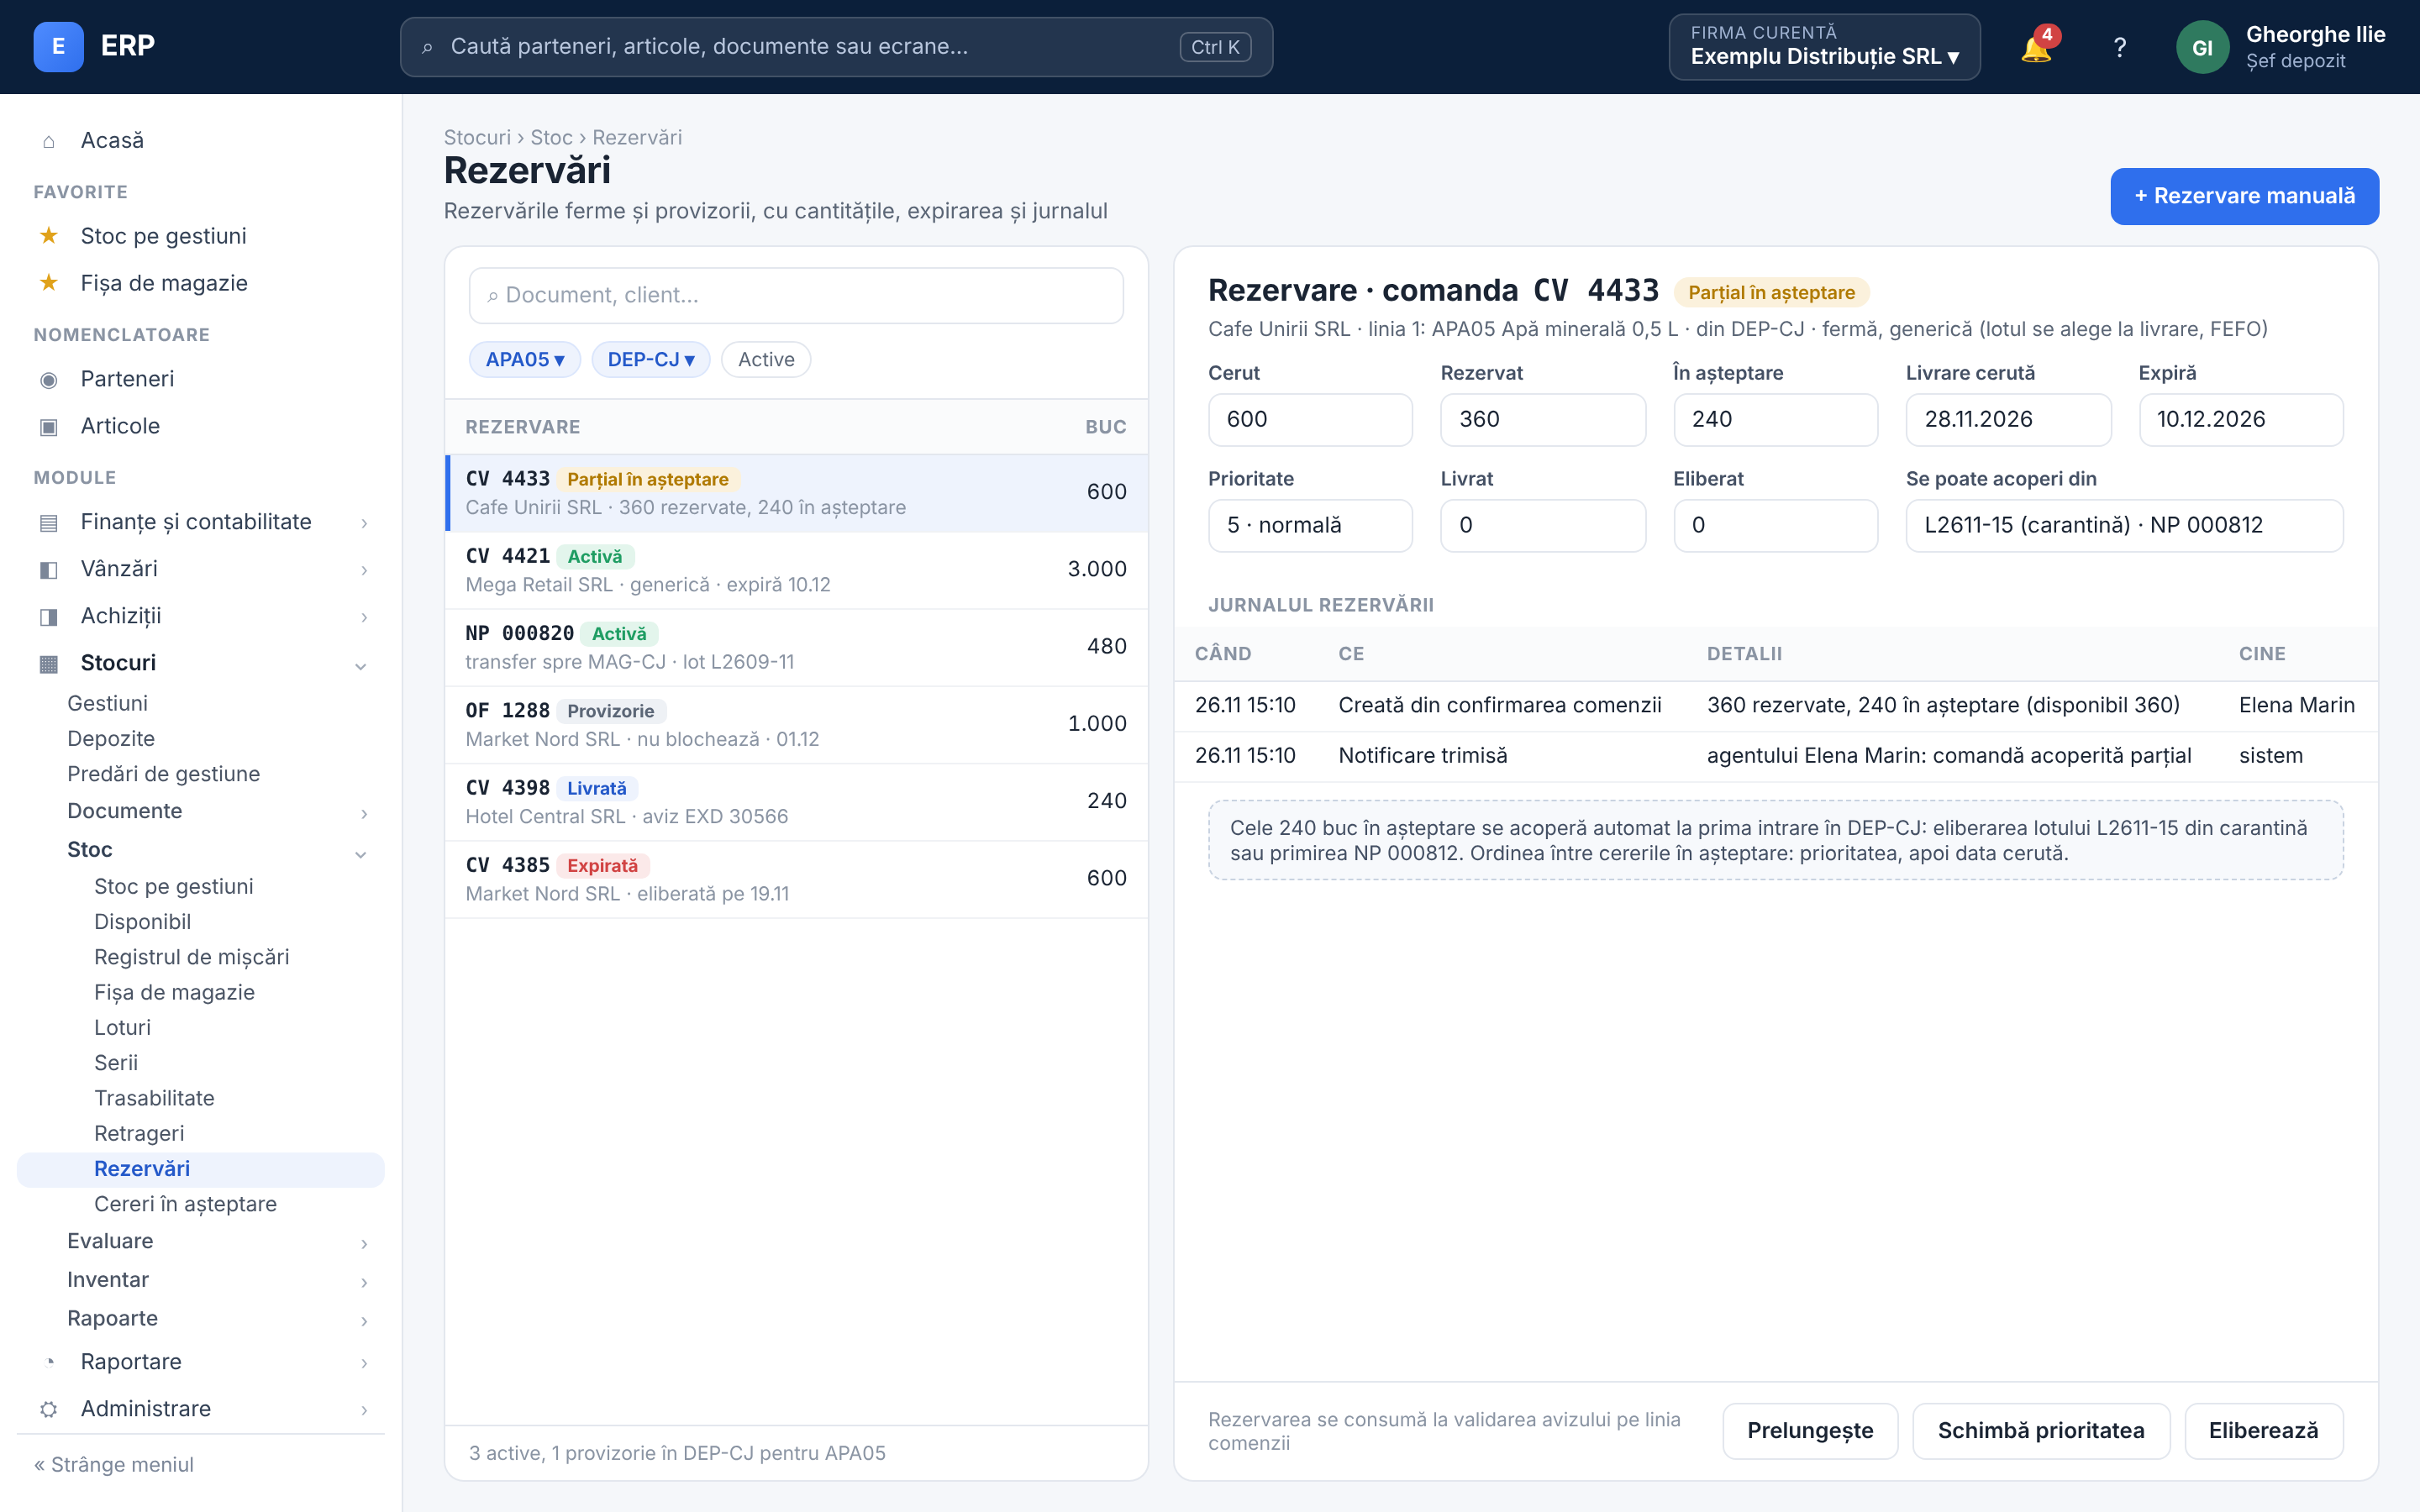 E ERP
Caută parteneri, articole, documente sau ecrane... Ctrl K
FIRMA CURENTĂ
Exemplu Distribuție SRL ▾
4
?
GI
Gheorghe Ilie
Șef depozit
Acasă
FAVORITE
★ Stoc pe gestiuni
★ Fișa de magazie
NOMENCLATOARE
Parteneri
Articole
MODULE
Finanțe și contabilitate ›
Vânzări ›
Achiziții ›
Stocuri
Gestiuni
Depozite
Predări de gestiune
Documente ›
Stoc
Stoc pe gestiuni
Disponibil
Registrul de mișcări
Fișa de magazie
Loturi
Serii
Trasabilitate
Retrageri
Rezervări
Cereri în așteptare
Evaluare ›
Inventar ›
Rapoarte ›
Raportare ›
Administrare ›
« Strânge meniul
Stocuri › Stoc › Rezervări
Rezervări
Rezervările ferme și provizorii, cu cantitățile, expirarea și jurnalul
+ Rezervare manuală
Document, client...
APA05 ▾ DEP-CJ ▾ Active
REZERVARE BUC
CV 4433 Parțial în așteptare
Cafe Unirii SRL · 360 rezervate, 240 în așteptare
600
CV 4421 Activă
Mega Retail SRL · generică · expiră 10.12
3.000
NP 000820 Activă
transfer spre MAG-CJ · lot L2609-11
480
OF 1288 Provizorie
Market Nord SRL · nu blochează · 01.12
1.000
CV 4398 Livrată
Hotel Central SRL · aviz EXD 30566
240
CV 4385 Expirată
Market Nord SRL · eliberată pe 19.11
600
3 active, 1 provizorie în DEP-CJ pentru APA05
Rezervare · comanda CV 4433 Parțial în așteptare
Cafe Unirii SRL · linia 1: APA05 Apă minerală 0,5 L · din DEP-CJ · fermă, generică (lotul se alege la livrare, FEFO)
Cerut Rezervat În așteptare Livrare cerută Expiră
600 360 240 28.11.2026 10.12.2026
Prioritate Livrat Eliberat Se poate acoperi din
5 · normală 0 0 L2611-15 (carantină) · NP 000812
JURNALUL REZERVĂRII
CÂND CE DETALII CINE
26.11 15:10 Creată din confirmarea comenzii 360 rezervate, 240 în așteptare (disponibil 360) Elena Marin
26.11 15:10 Notificare trimisă agentului Elena Marin: comandă acoperită parțial sistem
Cele 240 buc în așteptare se acoperă automat la prima intrare în DEP-CJ: eliberarea lotului L2611-15 din carantină
sau primirea NP 000812. Ordinea între cererile în așteptare: prioritatea, apoi data cerută.
Rezervarea se consumă la validarea avizului pe linia
comenzii
Prelungește Schimbă prioritatea Eliberează